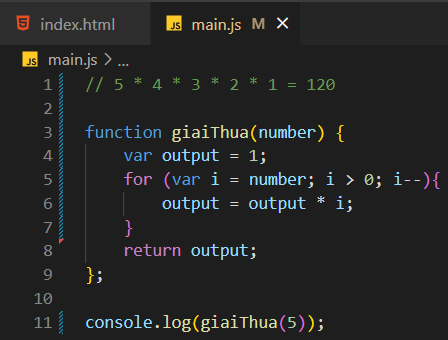 index.html JS main.js M ×
JS main.js > ...
1 // 5 * 4 * 3 * 2 * 1 = 120
2
3 function giaiThua(number) {
4     var output = 1;
5     for (var i = number; i > 0; i--){
6         output = output * i;
7     }
8     return output;
9 };
10
11 console.log(giaiThua(5));